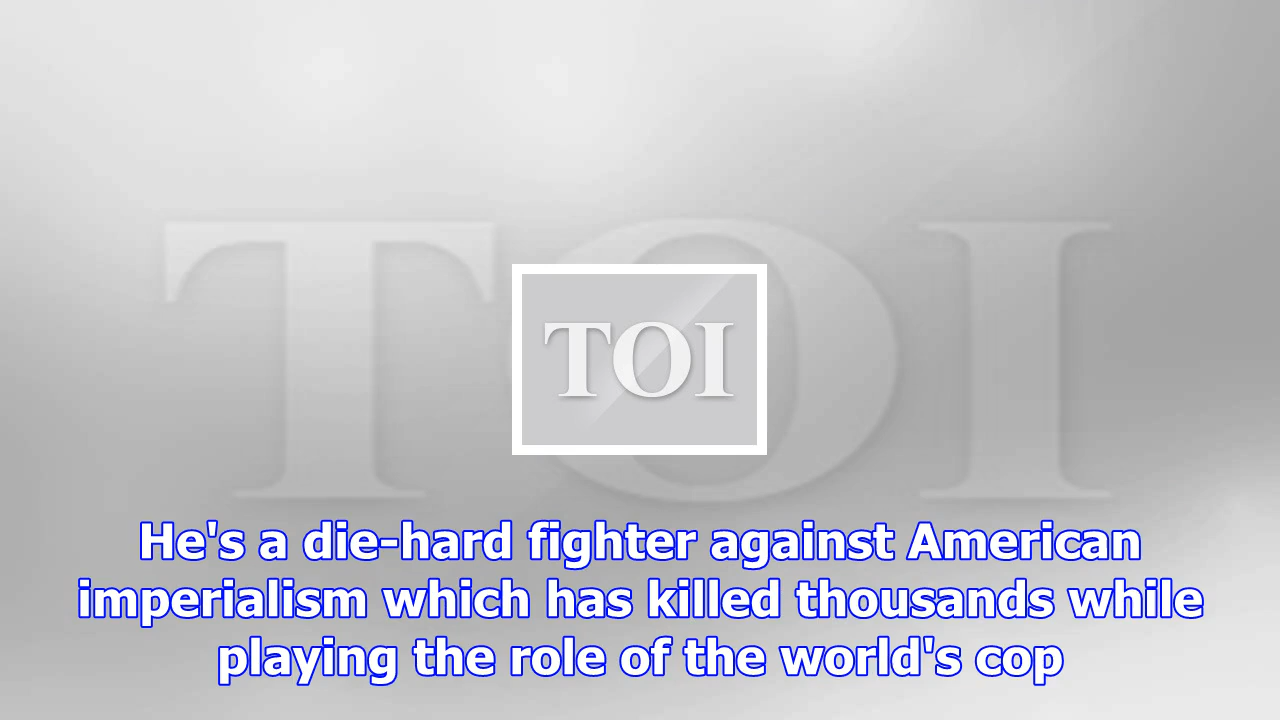 TOI
TOI
He's a die-hard fighter against American
imperialism which has killed thousands while
playing the role of the world's cop